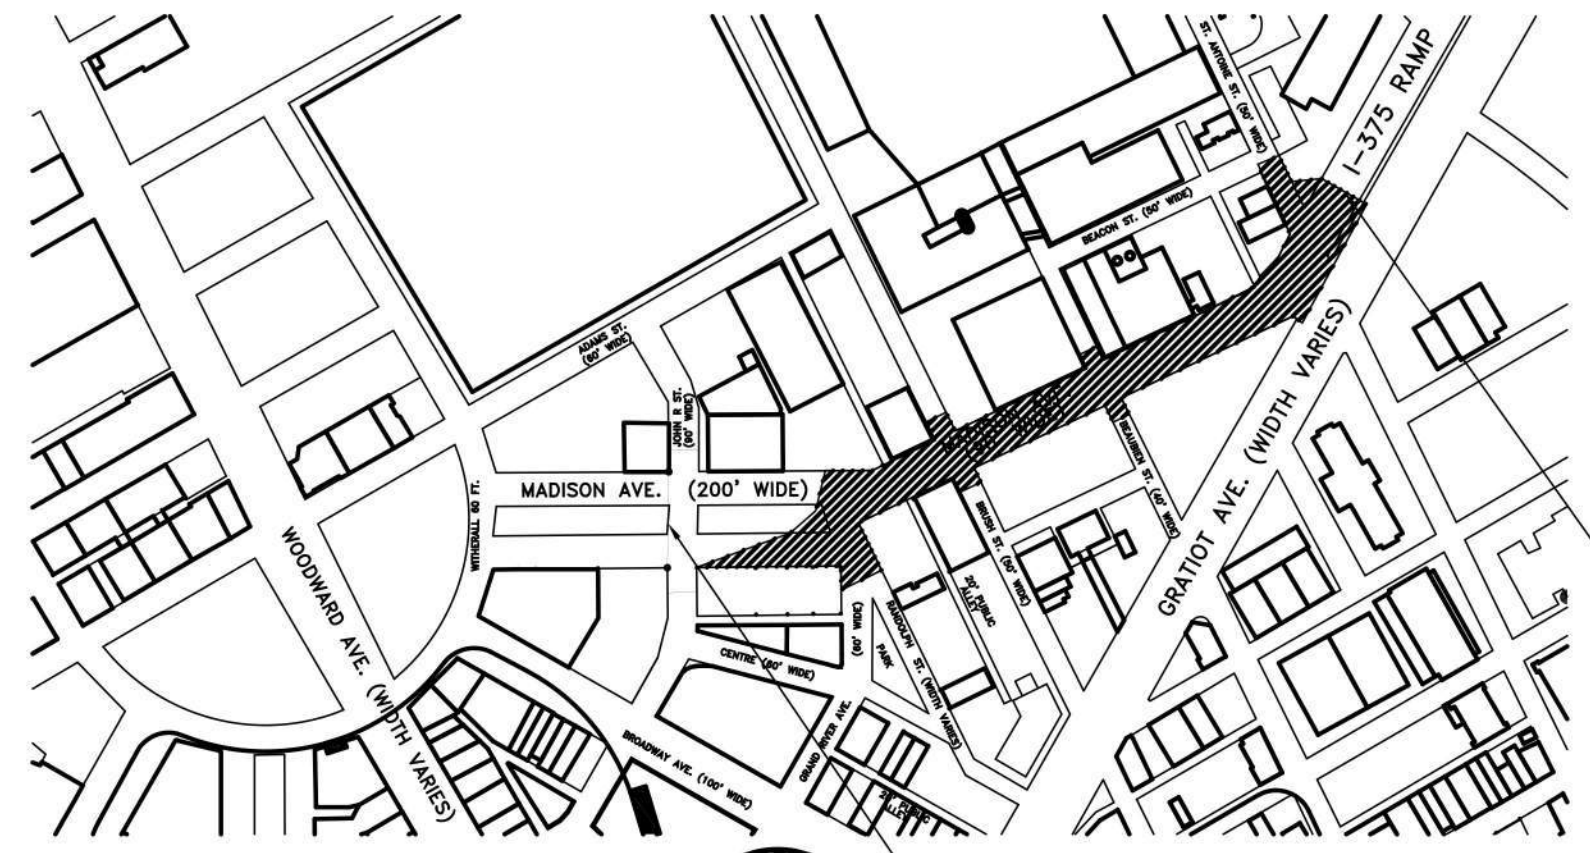 ST. ANTOINE ST. (50' WIDE)
I-375 RAMP
BEACON ST. (50' WIDE)
ADAMS ST.
(60' WIDE)
JOHN R ST.
(90' WIDE)
MADISON AVE. (200' WIDE)
WITHERALL 60 FT.
BEAUBIEN ST. (40' WIDE)
GRATIOT AVE. (WIDTH VARIES)
BRUSH ST. (50' WIDE)
20' PUBLIC
ALLEY
WOODWARD AVE. (WIDTH VARIES)
RANDOLPH ST. (WIDTH VARIES)
(60' WIDE)
PARK
CENTRE (60' WIDE)
GRAND RIVER AVE.
BROADWAY AVE. (100' WIDE)
20' PUBLIC
ALLEY